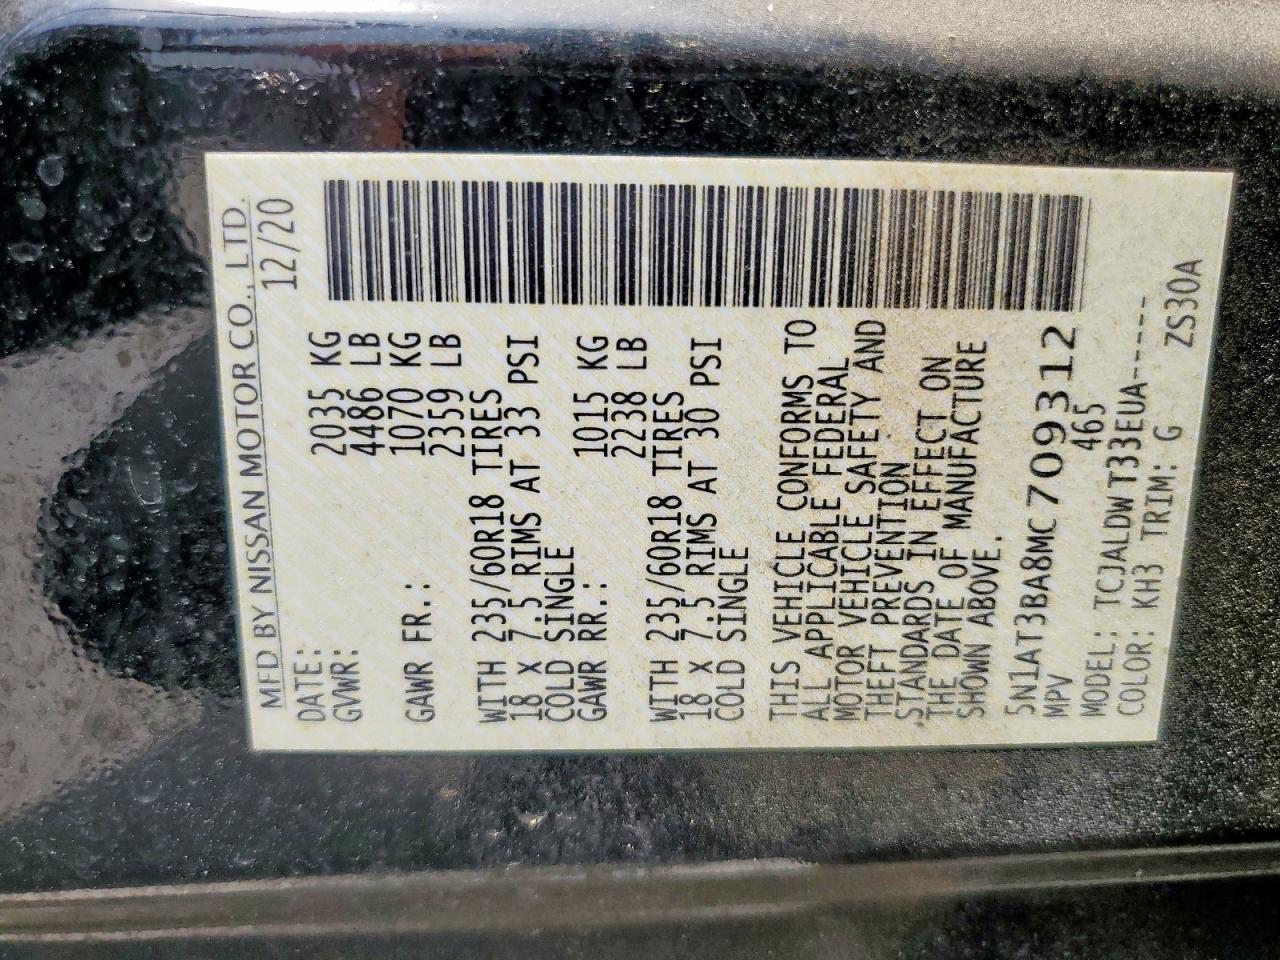 MFD BY NISSAN MOTOR CO., LTD.
DATE: 12/20
GVWR: 2035 KG
4486 LB
GAWR FR.: 1070 KG
2359 LB
WITH 235/60R18 TIRES
18 X 7.5 RIMS AT 33 PSI
COLD SINGLE
GAWR RR.: 1015 KG
2238 LB
WITH 235/60R18 TIRES
18 X 7.5 RIMS AT 30 PSI
COLD SINGLE
THIS VEHICLE CONFORMS TO
ALL APPLICABLE FEDERAL
MOTOR VEHICLE SAFETY AND
THEFT PREVENTION
STANDARDS IN EFFECT ON
THE DATE OF MANUFACTURE
SHOWN ABOVE.
5N1AT3BA8MC709312
MPV 465
MODEL: TCJALDWT33EUA------
COLOR: KH3 TRIM: G ZS30A